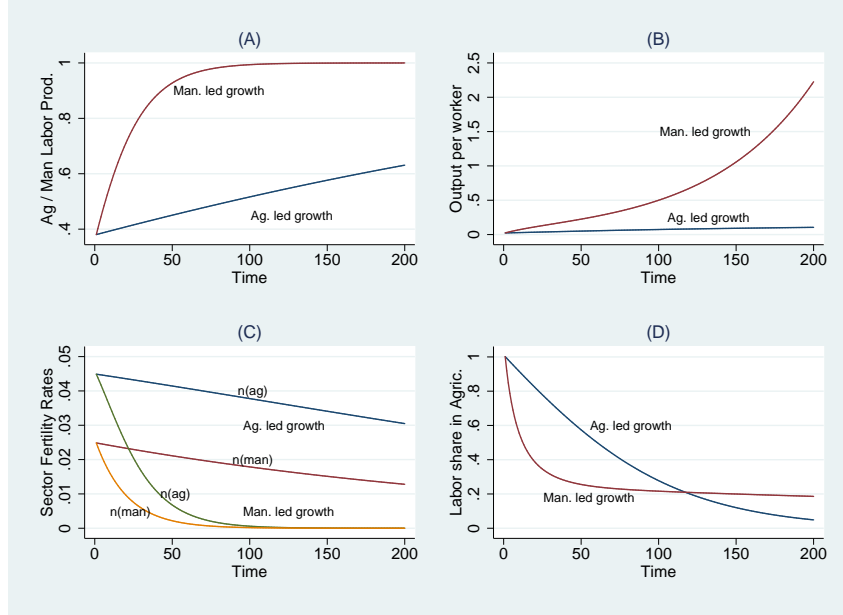 (A)
Ag / Man Labor Prod.
1
.8
.6
.4
Man. led growth
Ag. led growth
0 50 100 150 200
Time
(B)
Output per worker
2.5
2
1.5
1
.5
0
Man. led growth
Ag. led growth
0 50 100 150 200
Time
(C)
Sector Fertility Rates
.05
.04
.03
.02
.01
0
n(ag)
Ag. led growth
n(man)
n(ag)
n(man)
Man. led growth
0 50 100 150 200
Time
(D)
Labor share in Agric.
1
.8
.6
.4
.2
0
Ag. led growth
Man. led growth
0 50 100 150 200
Time